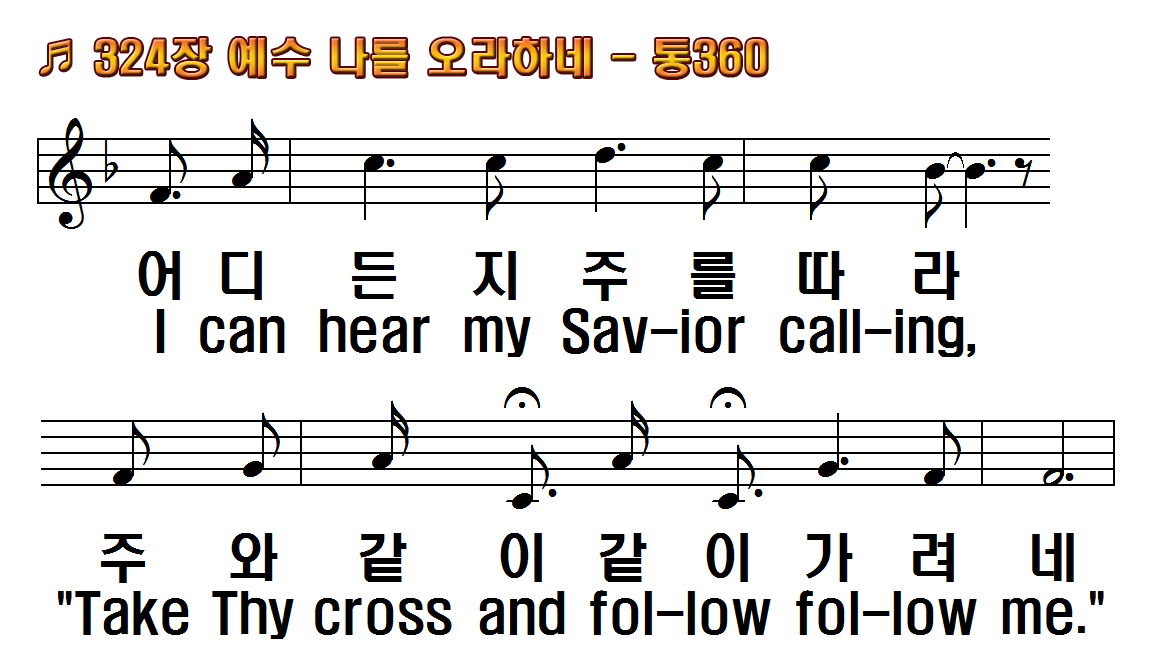 ♬ 324장 예수 나를 오라하네 - 통360
어 디 든 지 주 를 따 라
I can hear my Sav-ior call-ing,
주 와 같 이 같 이 가 려 네
"Take Thy cross and fol-low fol-low me."